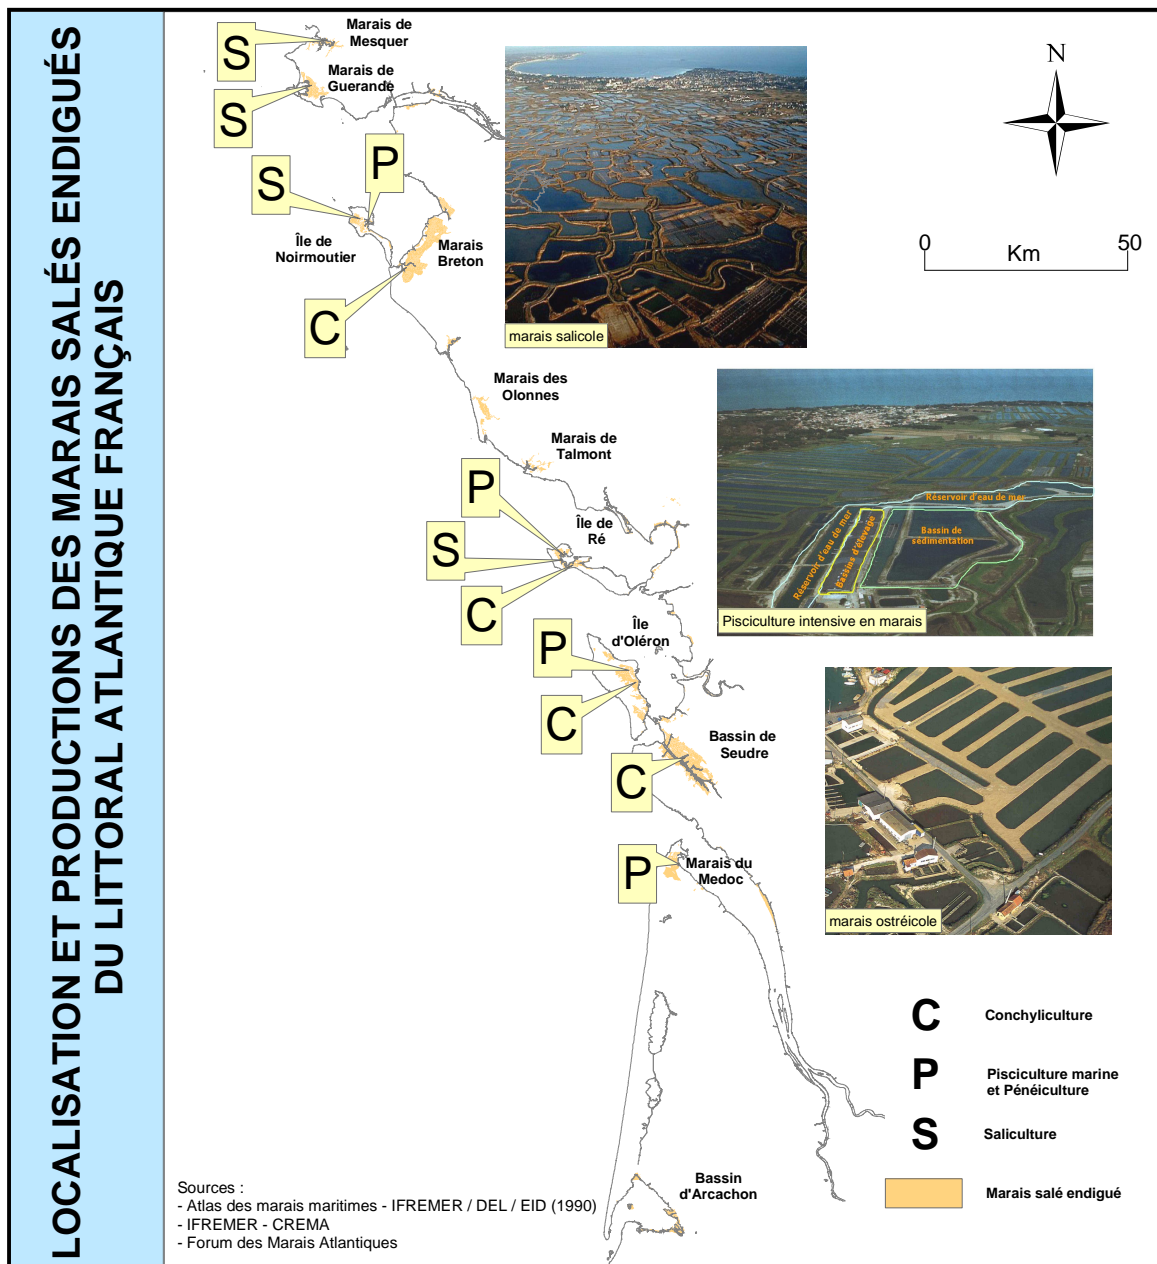 LOCALISATION ET PRODUCTIONS DES MARAIS SALÉS ENDIGUÉS
DU LITTORAL ATLANTIQUE FRANÇAIS
Marais de
Mesquer
S
Marais de
Guerande
S
P
S
Île de
Noirmoutier
Marais
Breton
C
marais salicole
N
0
50
Km
Marais des
Olonnes
Marais de
Talmont
P
Île de
Ré
S
C
Île
d'Oléron
P
C
Bassin de
Seudre
C
Marais du
Medoc
P
Réservoir d'eau de mer
Réservoir d'eau de mer
Bassins d'élevage
Bassin de
sédimentation
Pisciculture intensive en marais
marais ostréicole
C
Conchyliculture
P
Pisciculture marine
et Pénéiculture
S
Saliculture
Marais salé endigué
Bassin
d'Arcachon
Sources :
- Atlas des marais maritimes - IFREMER / DEL / EID (1990)
- IFREMER - CREMA
- Forum des Marais Atlantiques